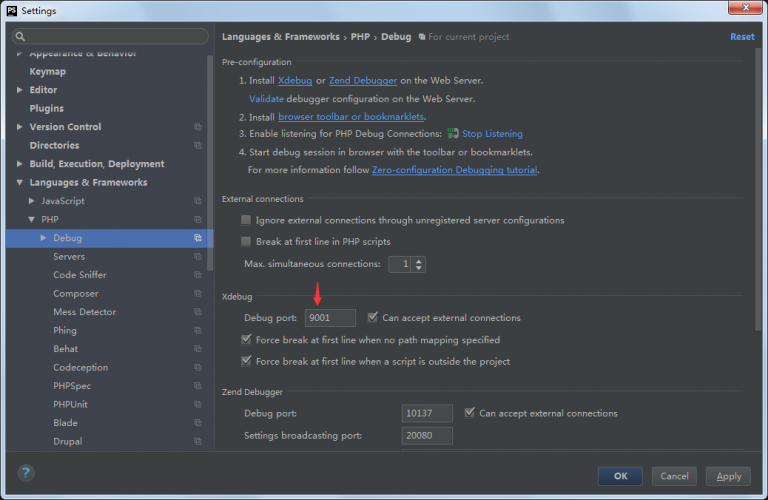 PS Settings
Languages & Frameworks › PHP › Debug For current project Reset
Appearance & Behavior
Keymap
Editor
Plugins
Version Control
Directories
Build, Execution, Deployment
Languages & Frameworks
JavaScript
PHP
Debug
Servers
Code Sniffer
Composer
Mess Detector
Phing
Behat
Codeception
PHPSpec
PHPUnit
Blade
Drupal
Pre-configuration
1. Install Xdebug or Zend Debugger on the Web Server.
Validate debugger configuration on the Web Server.
2. Install browser toolbar or bookmarklets.
3. Enable listening for PHP Debug Connections: Stop Listening
4. Start debug session in browser with the toolbar or bookmarklets.
For more information follow Zero-configuration Debugging tutorial.
External connections
Ignore external connections through unregistered server configurations
Break at first line in PHP scripts
Max. simultaneous connections: 1
Xdebug
Debug port: 9001 Can accept external connections
Force break at first line when no path mapping specified
Force break at first line when a script is outside the project
Zend Debugger
Debug port: 10137 Can accept external connections
Settings broadcasting port: 20080
? OK Cancel Apply